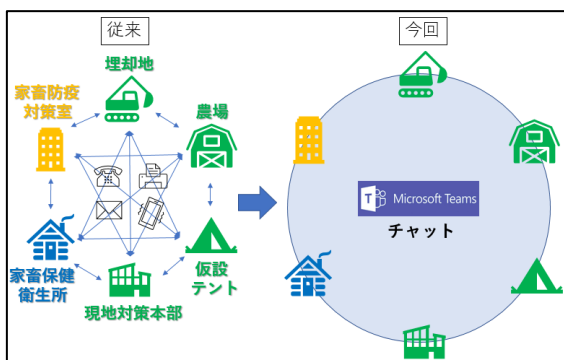 従来
今回
埋却地
家畜防疫
対策室
農場
家畜保健
衛生所
仮設
テント
現地対策本部
Microsoft Teams
チャット